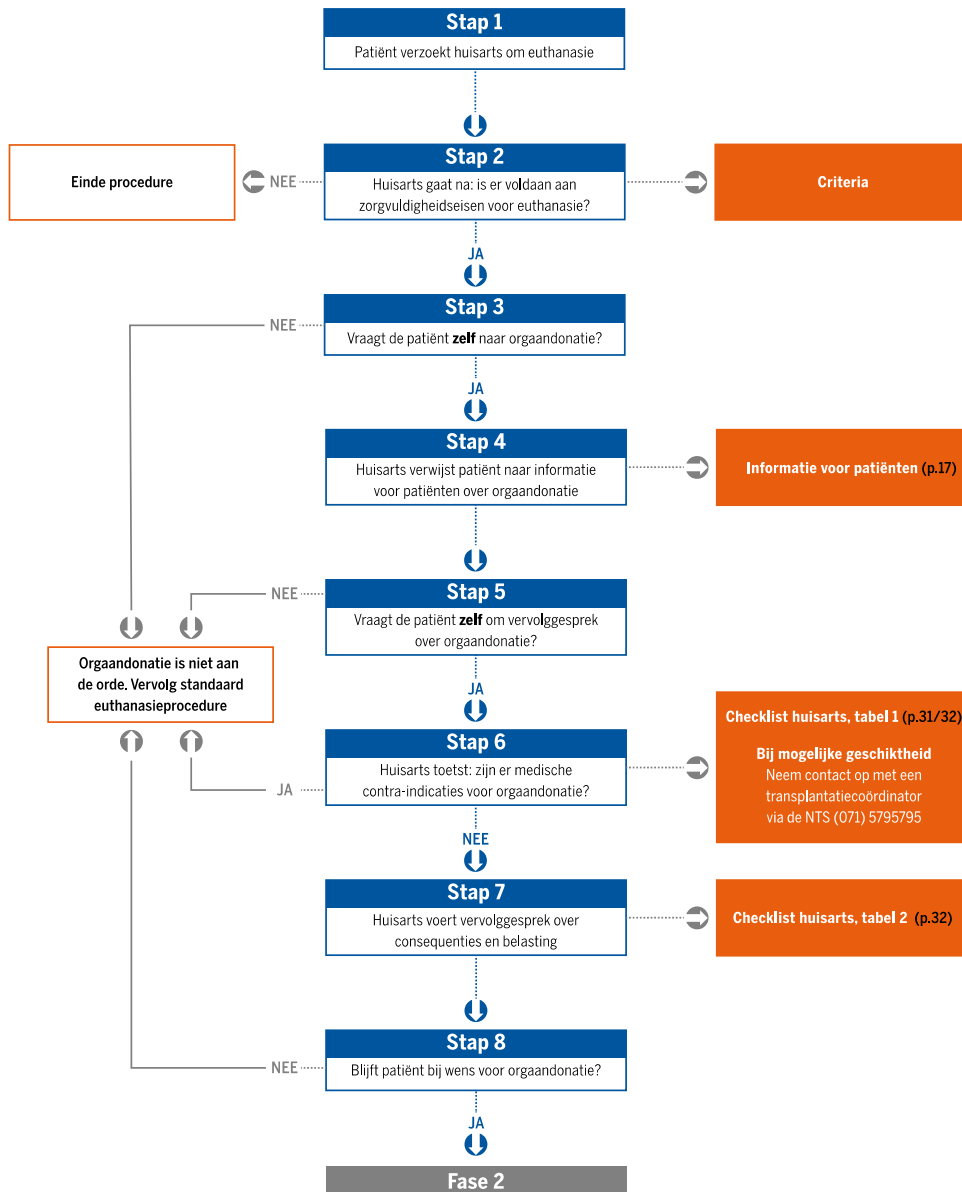 Stap 1
Patiënt verzoekt huisarts om euthanasie
Stap 2
Einde procedure
NEE
Huisarts gaat na: is er voldaan aan
zorgvuldigheidseisen voor euthanasie?
Criteria
JA
Stap 3
NEE
Vraagt de patiënt zelf naar orgaandonatie?
JA
Stap 4
Huisarts verwijst patiënt naar informatie
voor patiënten over orgaandonatie
Informatie voor patiënten (p.17)
Stap 5
NEE
Vraagt de patiënt zelf om vervolggesprek
over orgaandonatie?
Orgaandonatie is niet aan
de orde. Vervolg standaard
euthanasieprocedure
JA
Stap 6
Huisarts toetst: zijn er medische
contra-indicaties voor orgaandonatie?
JA
Checklist huisarts, tabel 1 (p.31/32)
Bij mogelijke geschiktheid
Neem contact op met een
transplantatiecoördinator
via de NTS (071) 5795795
NEE
Stap 7
Huisarts voert vervolggesprek over
consequenties en belasting
Checklist huisarts, tabel 2 (p.32)
Stap 8
NEE
Blijft patiënt bij wens voor orgaandonatie?
JA
Fase 2